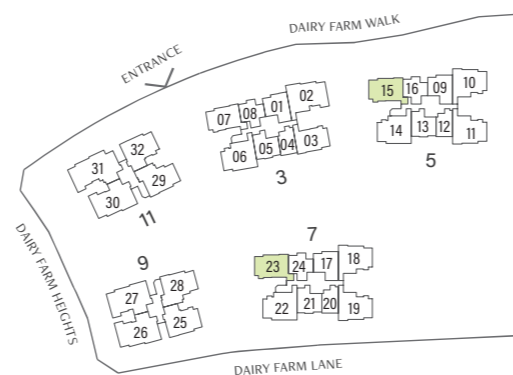 DAIRY FARM WALK
ENTRANCE
15 16 09 10
14 13 12 11
5
07 08 01 02
06 05 04 03
3
31 32
30 29
11
7
23 24 17 18
22 21 20 19
9
27 28
26 25
DAIRY FARM HEIGHTS
DAIRY FARM LANE